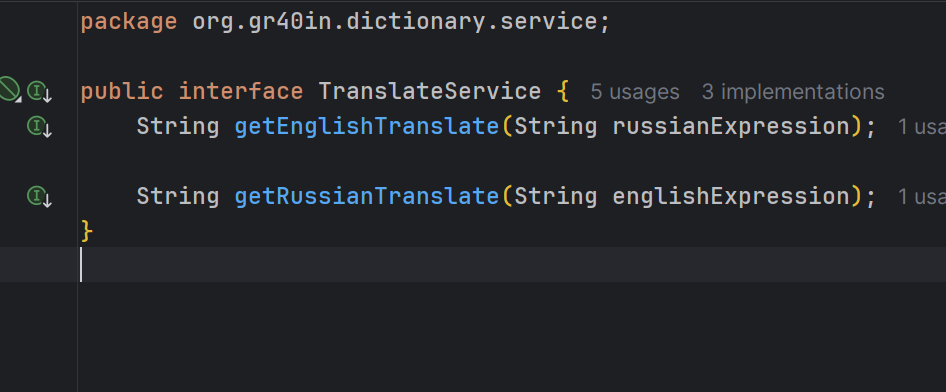 package org.gr40in.dictionary.service;
public interface TranslateService { 5 usages 3 implementations
String getEnglishTranslate(String russianExpression); 1 usa
String getRussianTranslate(String englishExpression); 1 usa
}